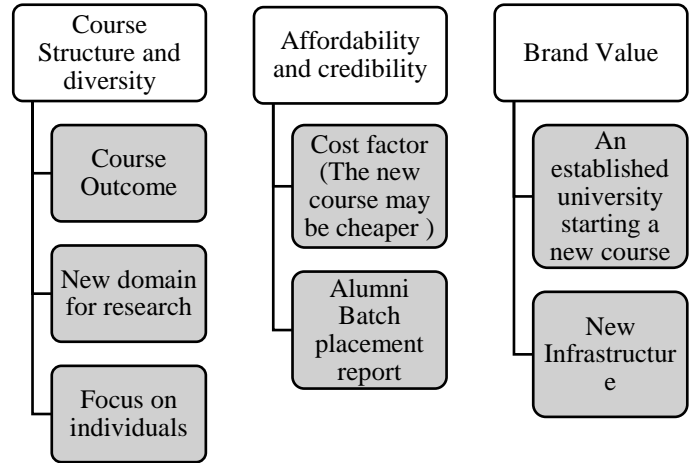 Course
Structure and
diversity
Course
Outcome
New domain
for research
Focus on
individuals
Affordability
and credibility
Cost factor
(The new
course may
be cheaper )
Alumni
Batch
placement
report
Brand Value
An
established
university
starting a
new course
New
Infrastructur
e